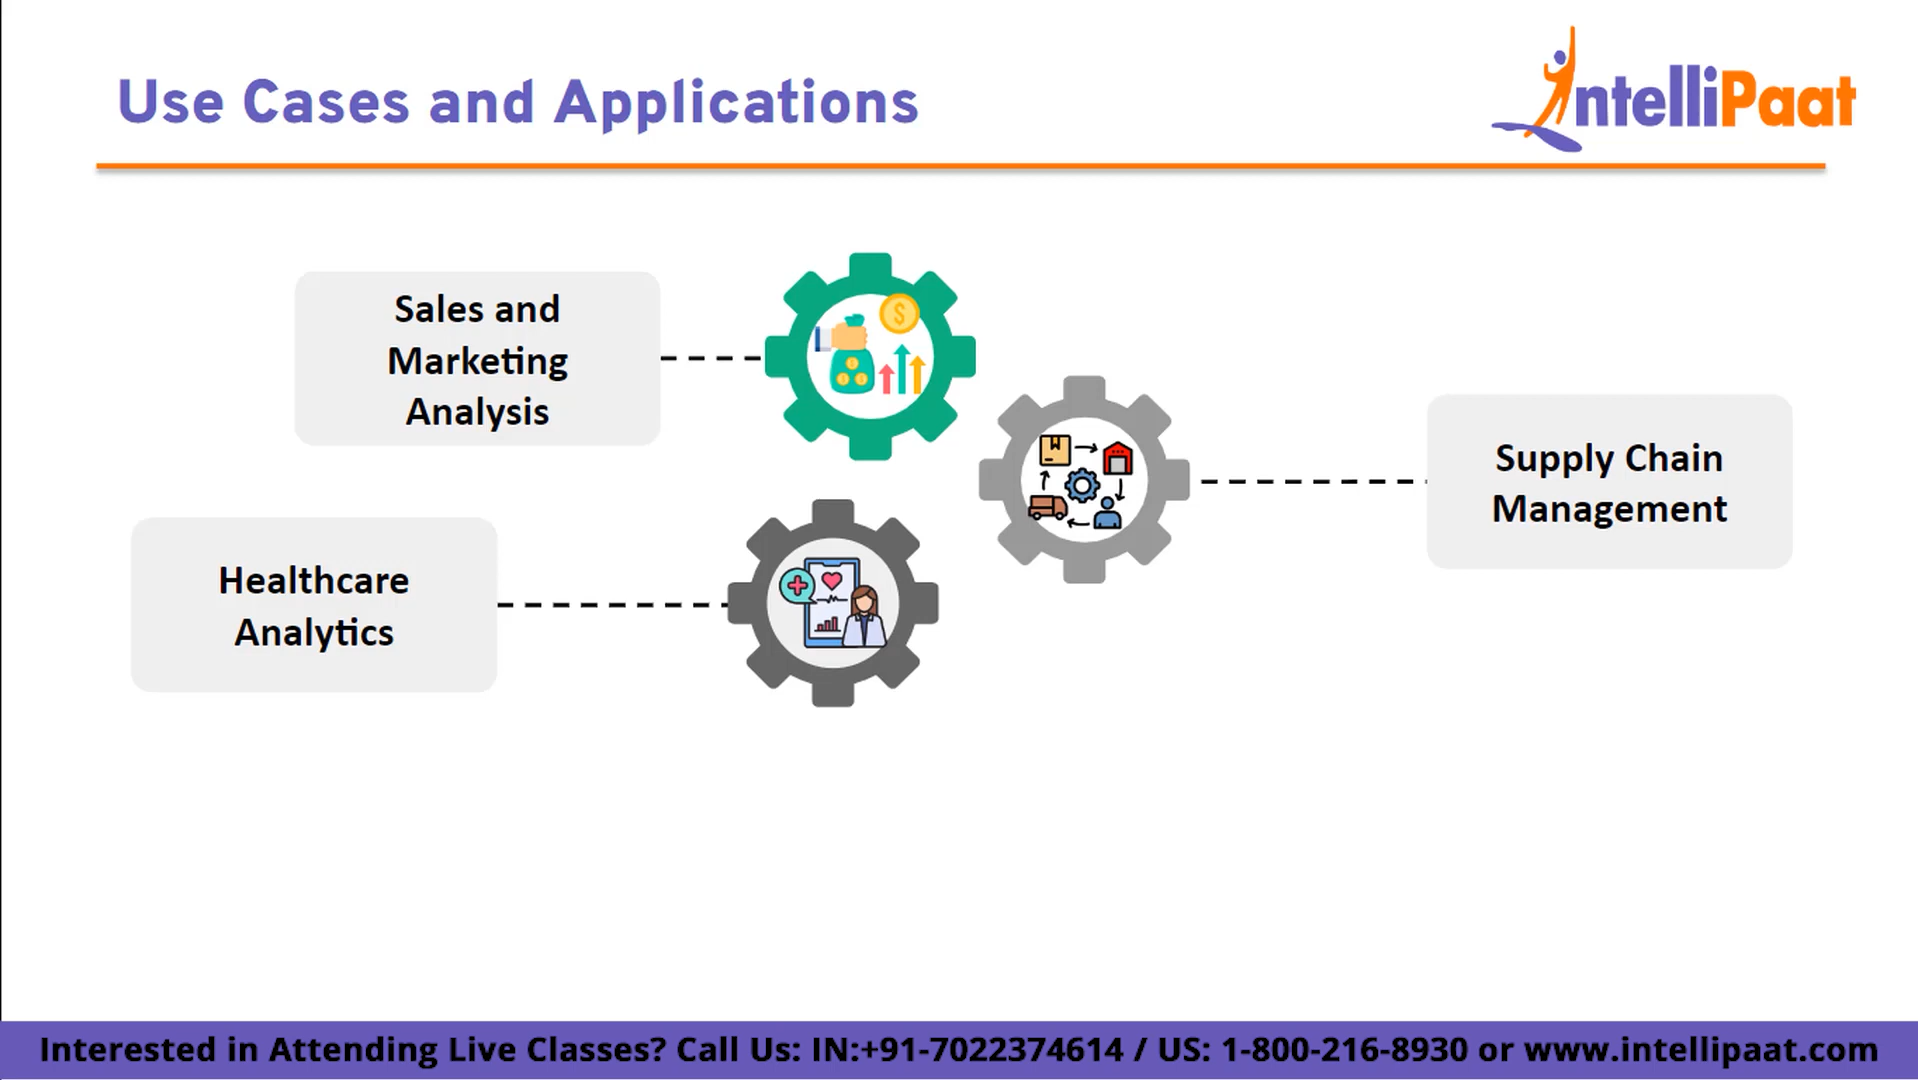 Use Cases and Applications
IntelliPaat
Sales and
Marketing
Analysis
$
Supply Chain
Management
Healthcare
Analytics
Interested in Attending Live Classes? Call Us: IN:+91-7022374614 / US: 1-800-216-8930 or www.intellipaat.com